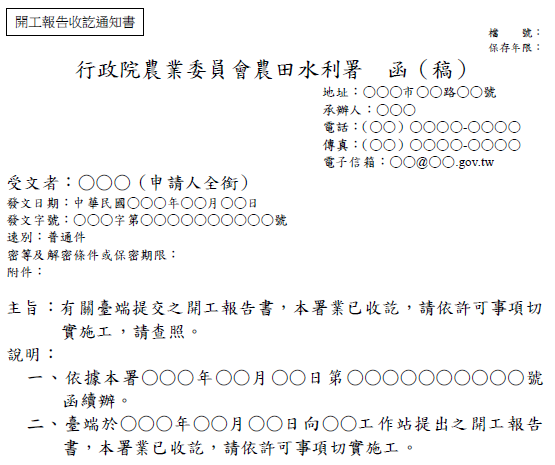 開工報告收訖通知書
檔　　號：
保存年限：
行政院農業委員會農田水利署　函（稿）
地址：○○○市○○路○○號
承辦人：○○○
電話：(○○) ○○○○-○○○○
傳真：(○○) ○○○○-○○○○
電子信箱：○○@○○.gov.tw
受文者：○○○（申請人全銜）
發文日期：中華民國○○○年○○月○○日
發文字號：○○○字第○○○○○○○○○○號
速別：普通件
密等及解密條件或保密期限：
附件：
主旨：有關臺端提交之開工報告書，本署業已收訖，請依許可事項切
實施工，請查照。
說明：
一、依據本署○○○年○○月○○日第○○○○○○○○○○號
函續辦。
二、臺端於○○○年○○月○○日向○○工作站提出之開工報告
書，本署業已收訖，請依許可事項切實施工。